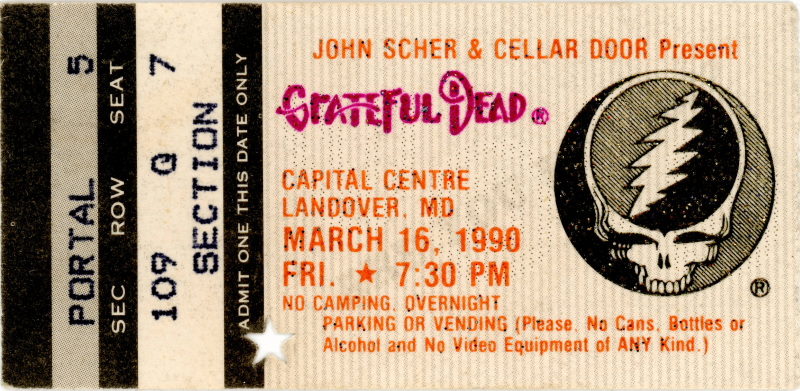 PORTAL 5
SEC ROW SEAT
109 Q 7
SECTION
ADMIT ONE THIS DATE ONLY
JOHN SCHER & CELLAR DOOR Present
GRATEFUL DEAD ®
CAPITAL CENTRE
LANDOVER, MD
MARCH 16, 1990
FRI. ★ 7:30 PM
NO CAMPING, OVERNIGHT
PARKING OR VENDING (Please, No Cans, Bottles or
Alcohol and No Video Equipment of ANY Kind.)
®